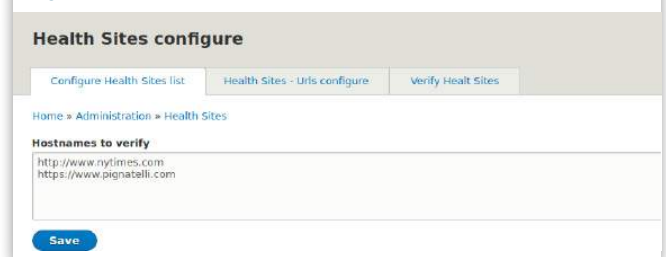 Health Sites configure
Configure Health Sites list
Health Sites - Urls configure
Verify Healt Sites
Home » Administration » Health Sites
Hostnames to verify
http://www.nytimes.com
https://www.pignatelli.com
Save